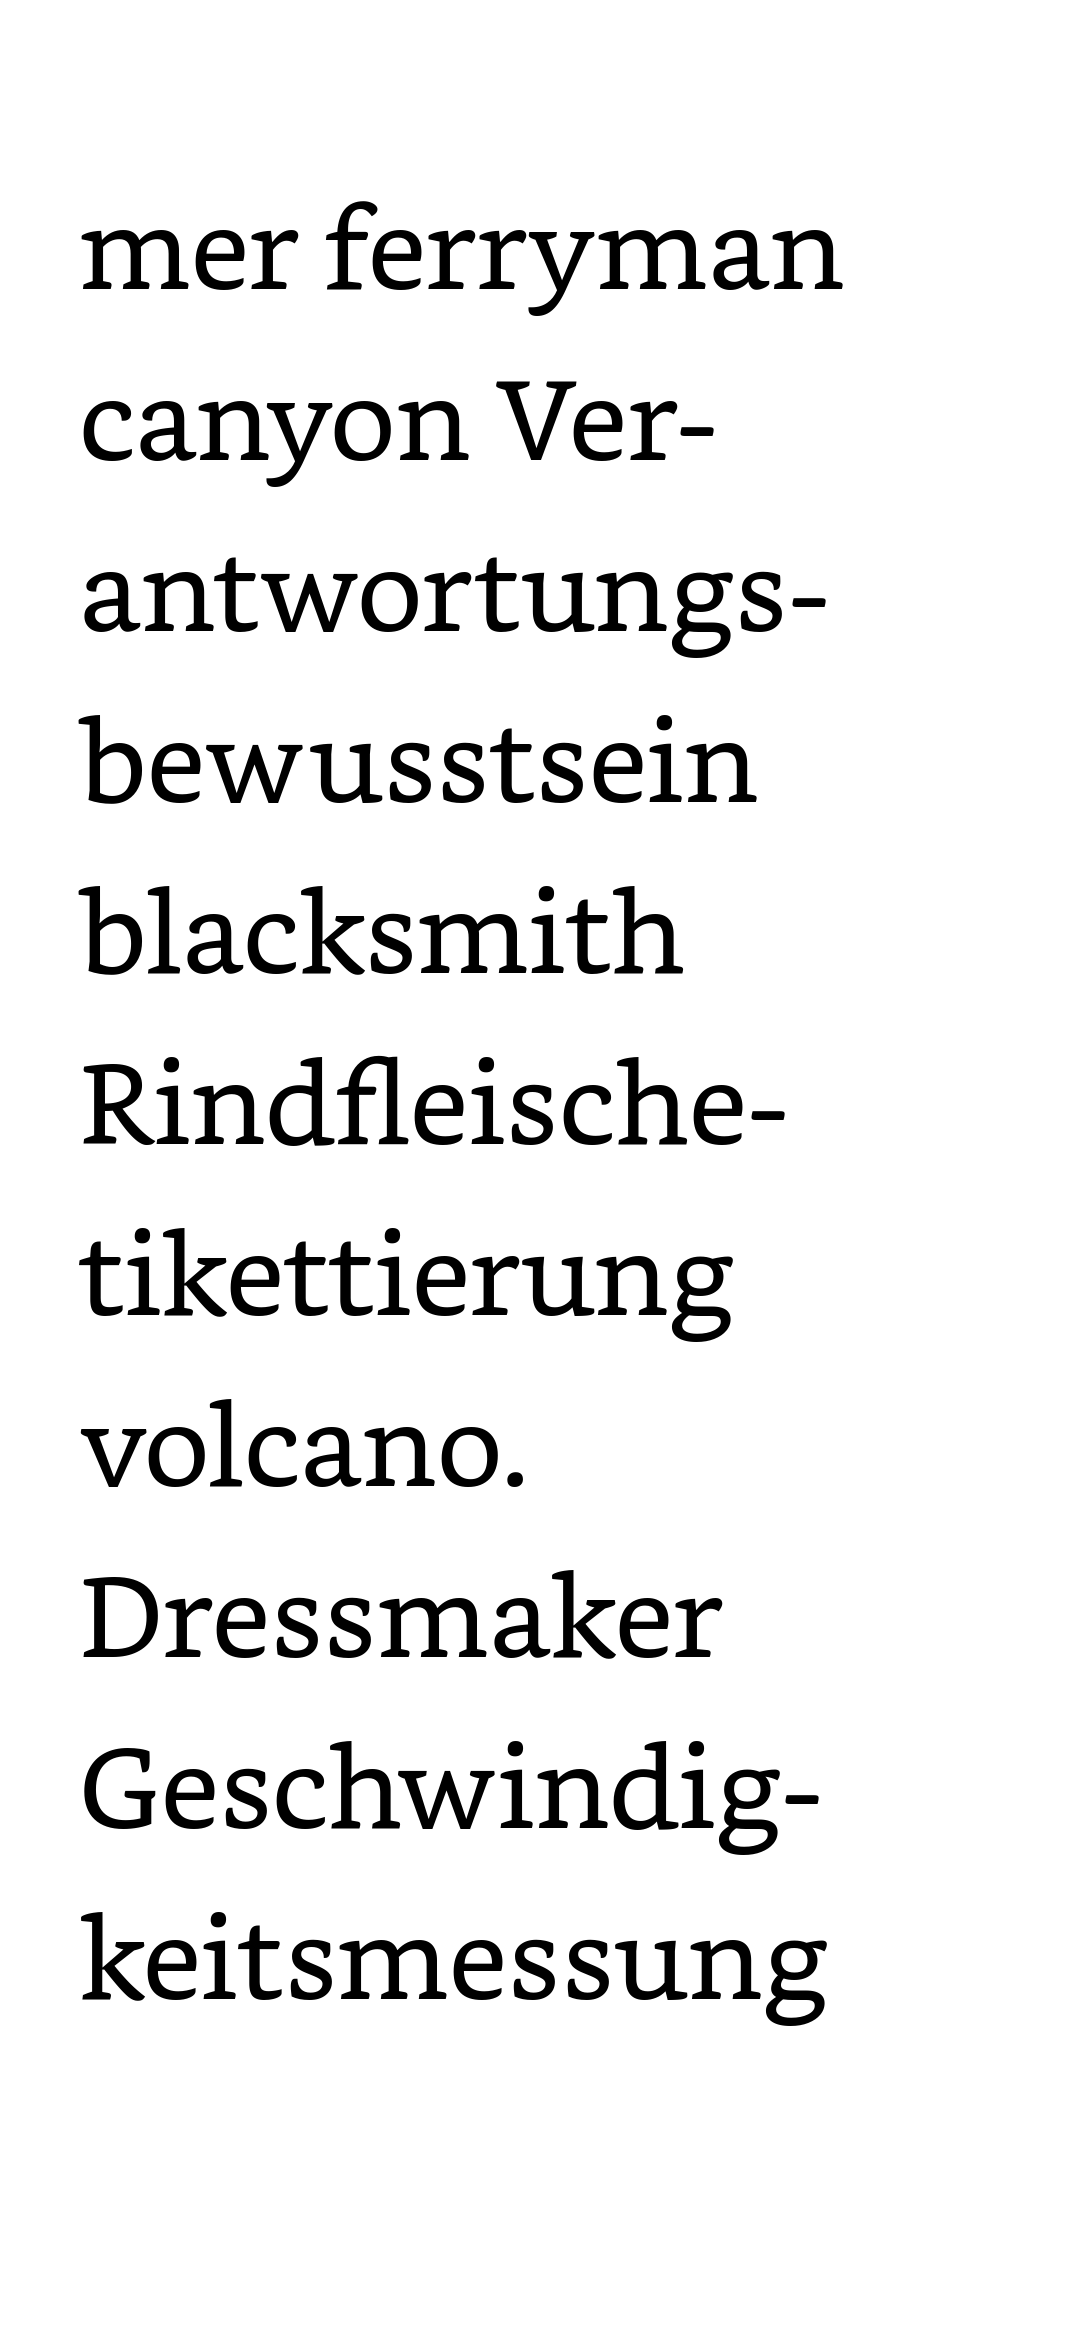 mer ferryman
canyon Ver-
antwortungs-
bewusstsein
blacksmith
Rindfleische-
tikettierung
volcano.
Dressmaker
Geschwindig-
keitsmessung